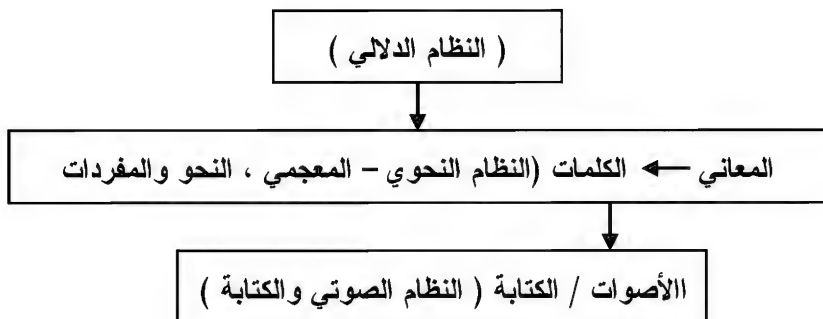 ( النظام الدلالي )
المعاني ← الكلمات (النظام النحوي – المعجمي ، النحو والمفردات
االأصوات / الكتابة ( النظام الصوتي والكتابة )